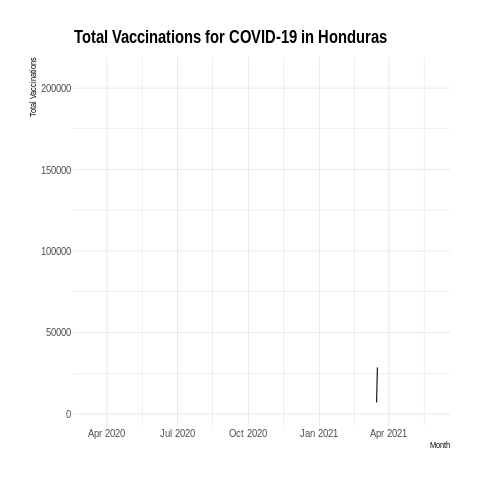 Total Vaccinations for COVID-19 in Honduras
Total Vaccinations
200000
150000
100000
50000
0
Apr 2020 Jul 2020 Oct 2020 Jan 2021 Apr 2021
Month